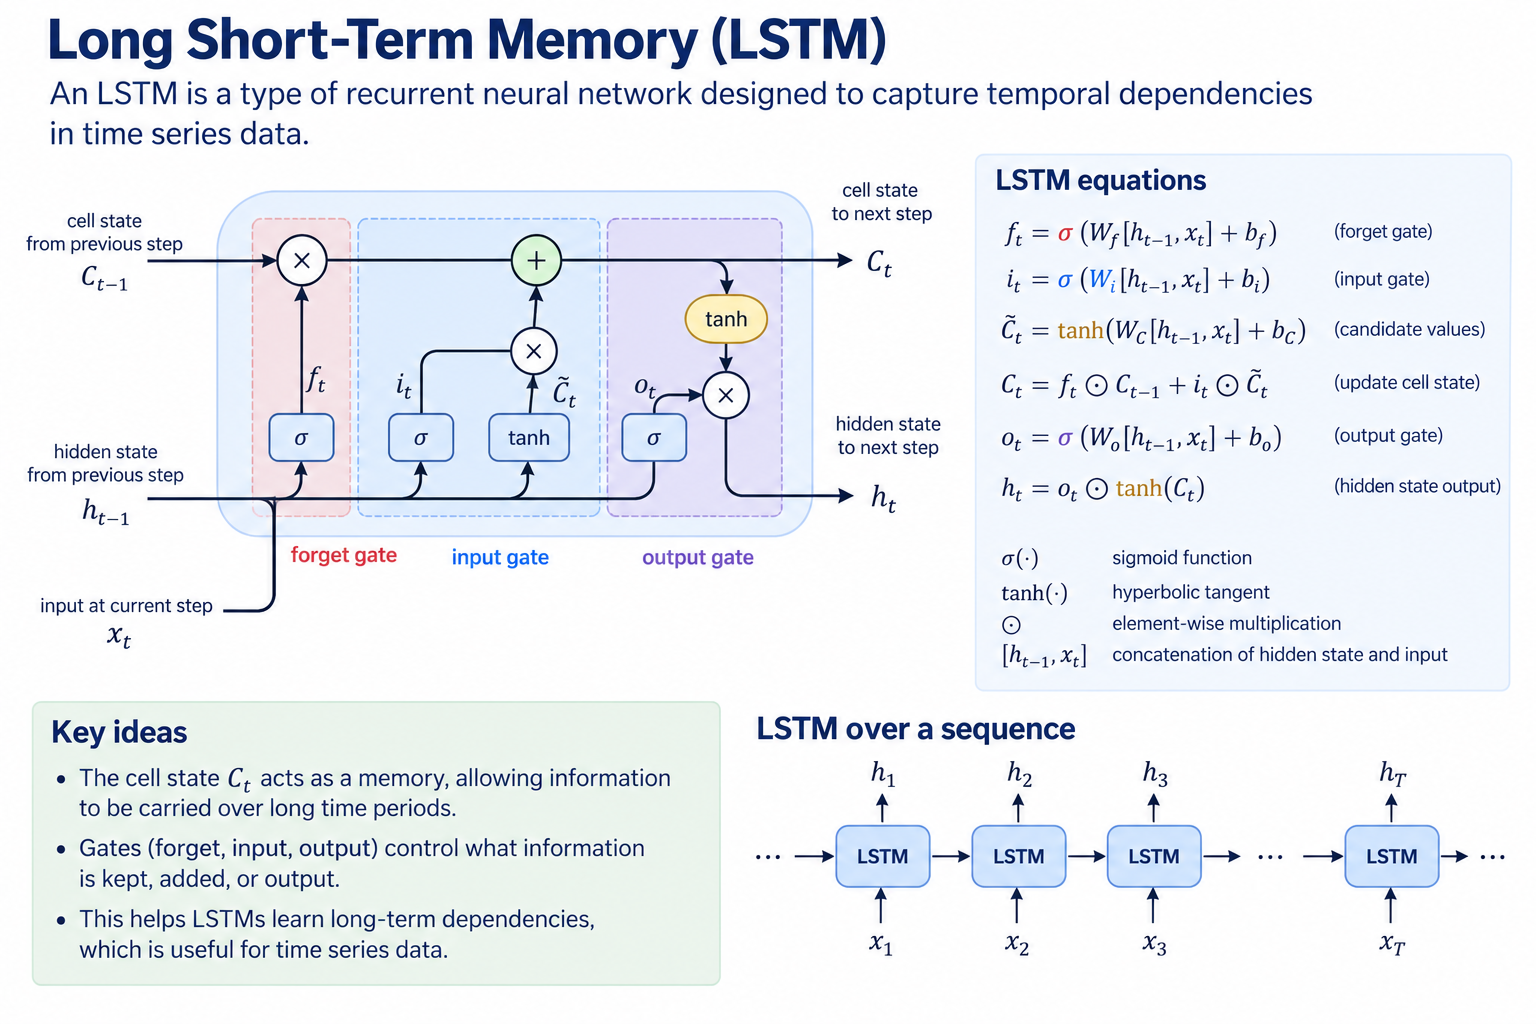 Long Short-Term Memory (LSTM)
An LSTM is a type of recurrent neural network designed to capture temporal dependencies
in time series data.
cell state
from previous step
C_{t−1}
hidden state
from previous step
h_{t−1}
input at current step
x_t
×
+
f_t
σ
i_t
σ
×
C̃_t
tanh
o_t
σ
tanh
×
forget gate
input gate
output gate
cell state
to next step
C_t
hidden state
to next step
h_t
LSTM equations
f_t = σ (W_f[h_{t−1}, x_t] + b_f) (forget gate)
i_t = σ (W_i[h_{t−1}, x_t] + b_i) (input gate)
C̃_t = tanh(W_C[h_{t−1}, x_t] + b_C) (candidate values)
C_t = f_t ⊙ C_{t−1} + i_t ⊙ C̃_t (update cell state)
o_t = σ (W_o[h_{t−1}, x_t] + b_o) (output gate)
h_t = o_t ⊙ tanh(C_t) (hidden state output)
σ(·) sigmoid function
tanh(·) hyperbolic tangent
⊙ element-wise multiplication
[h_{t−1}, x_t] concatenation of hidden state and input
Key ideas
• The cell state C_t acts as a memory, allowing information
to be carried over long time periods.
• Gates (forget, input, output) control what information
is kept, added, or output.
• This helps LSTMs learn long-term dependencies,
which is useful for time series data.
LSTM over a sequence
h_1 h_2 h_3 h_T
… LSTM LSTM LSTM … LSTM …
x_1 x_2 x_3 x_T